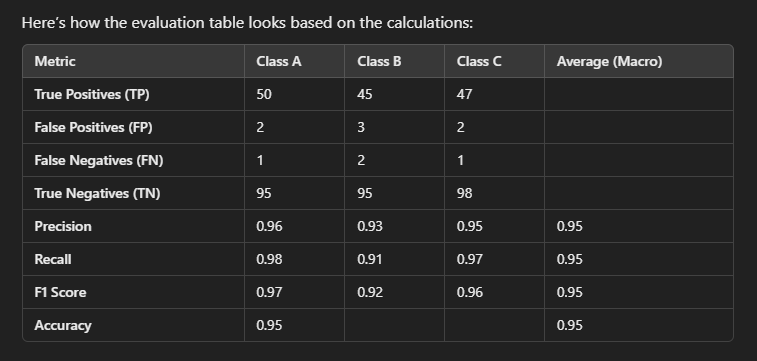 Here's how the evaluation table looks based on the calculations:
Metric Class A Class B Class C Average (Macro)
True Positives (TP) 50 45 47
False Positives (FP) 2 3 2
False Negatives (FN) 1 2 1
True Negatives (TN) 95 95 98
Precision 0.96 0.93 0.95 0.95
Recall 0.98 0.91 0.97 0.95
F1 Score 0.97 0.92 0.96 0.95
Accuracy 0.95 0.95